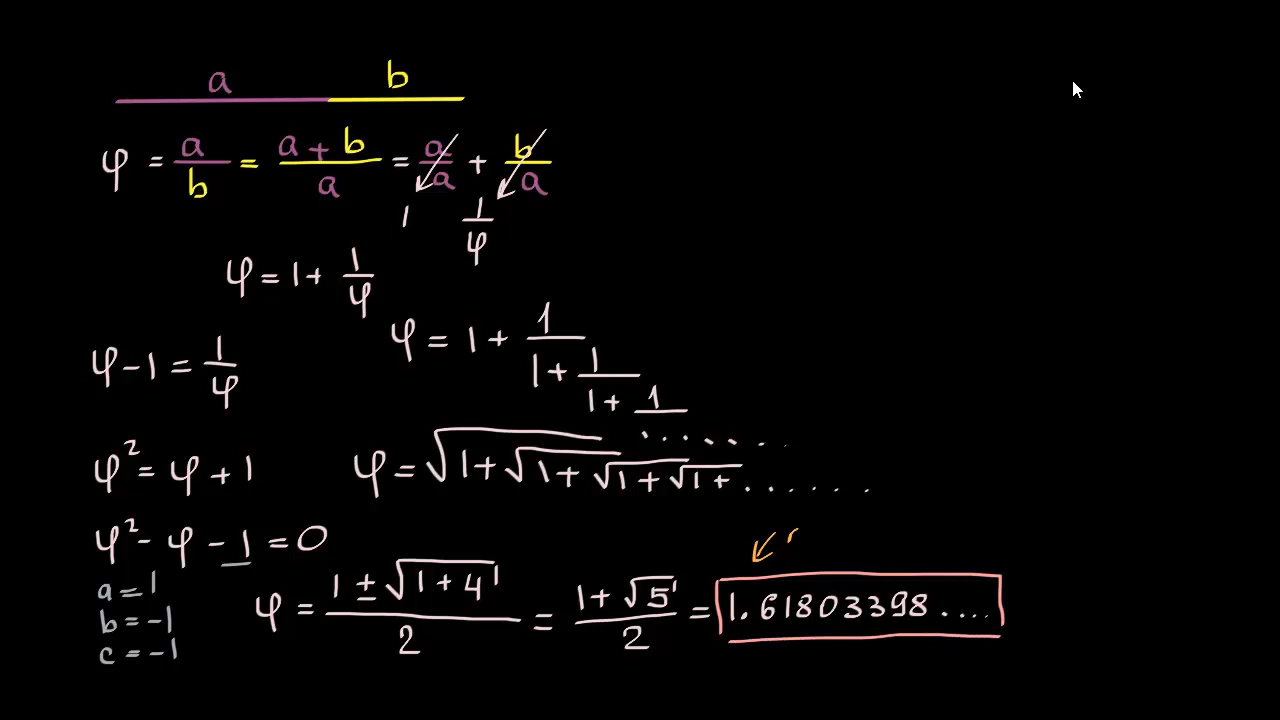 a b
φ = a/b = (a + b)/a = a/a + b/a
1 1/φ
φ = 1 + 1/φ
φ = 1 + 1/(1 + 1/(1 + 1/.......
φ - 1 = 1/φ
φ² = φ + 1
φ = √(1 + √(1 + √(1 + √(1 + ......
φ² - φ - 1 = 0
a = 1
b = -1
c = -1
φ = (1 ± √(1 + 4))/2 = (1 + √5)/2 = 1.61803398....